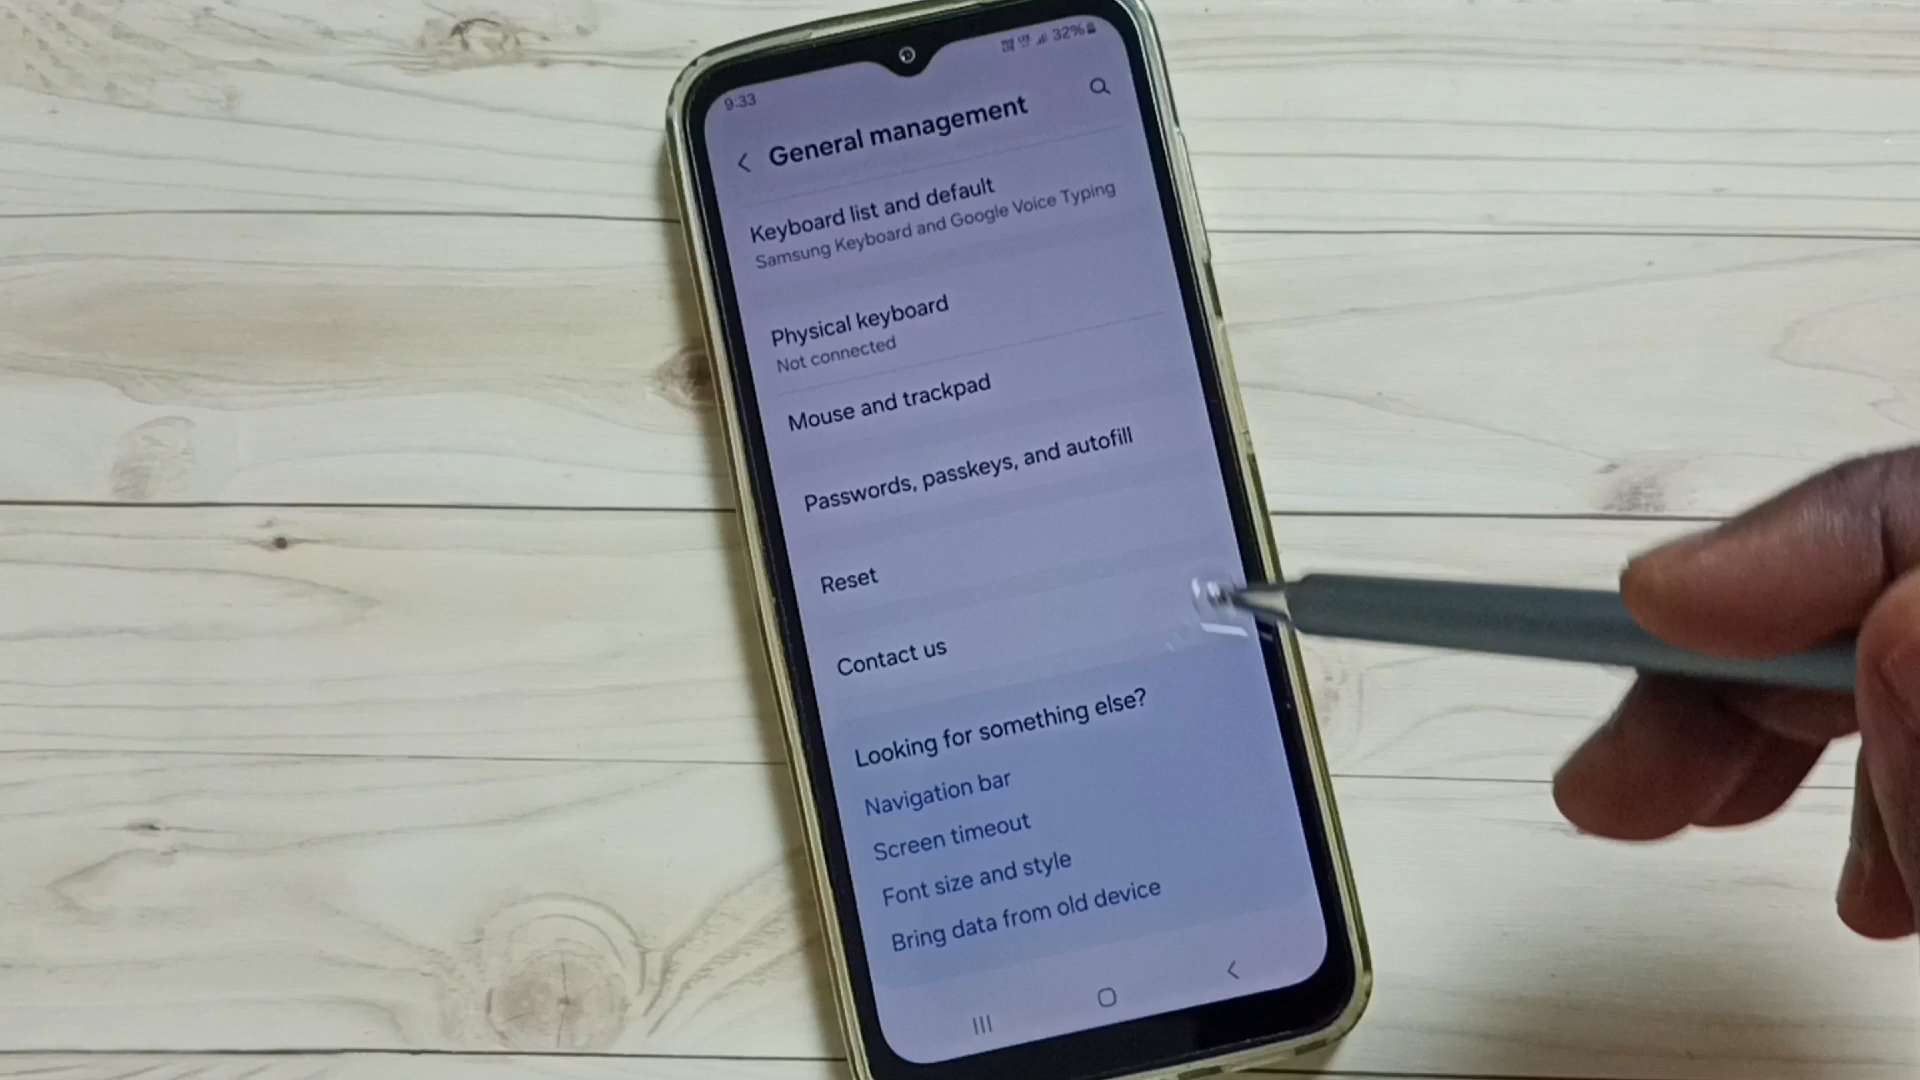 9:33
32%
General management
Keyboard list and default
Samsung Keyboard and Google Voice Typing
Physical keyboard
Not connected
Mouse and trackpad
Passwords, passkeys, and autofill
Reset
Contact us
Looking for something else?
Navigation bar
Screen timeout
Font size and style
Bring data from old device